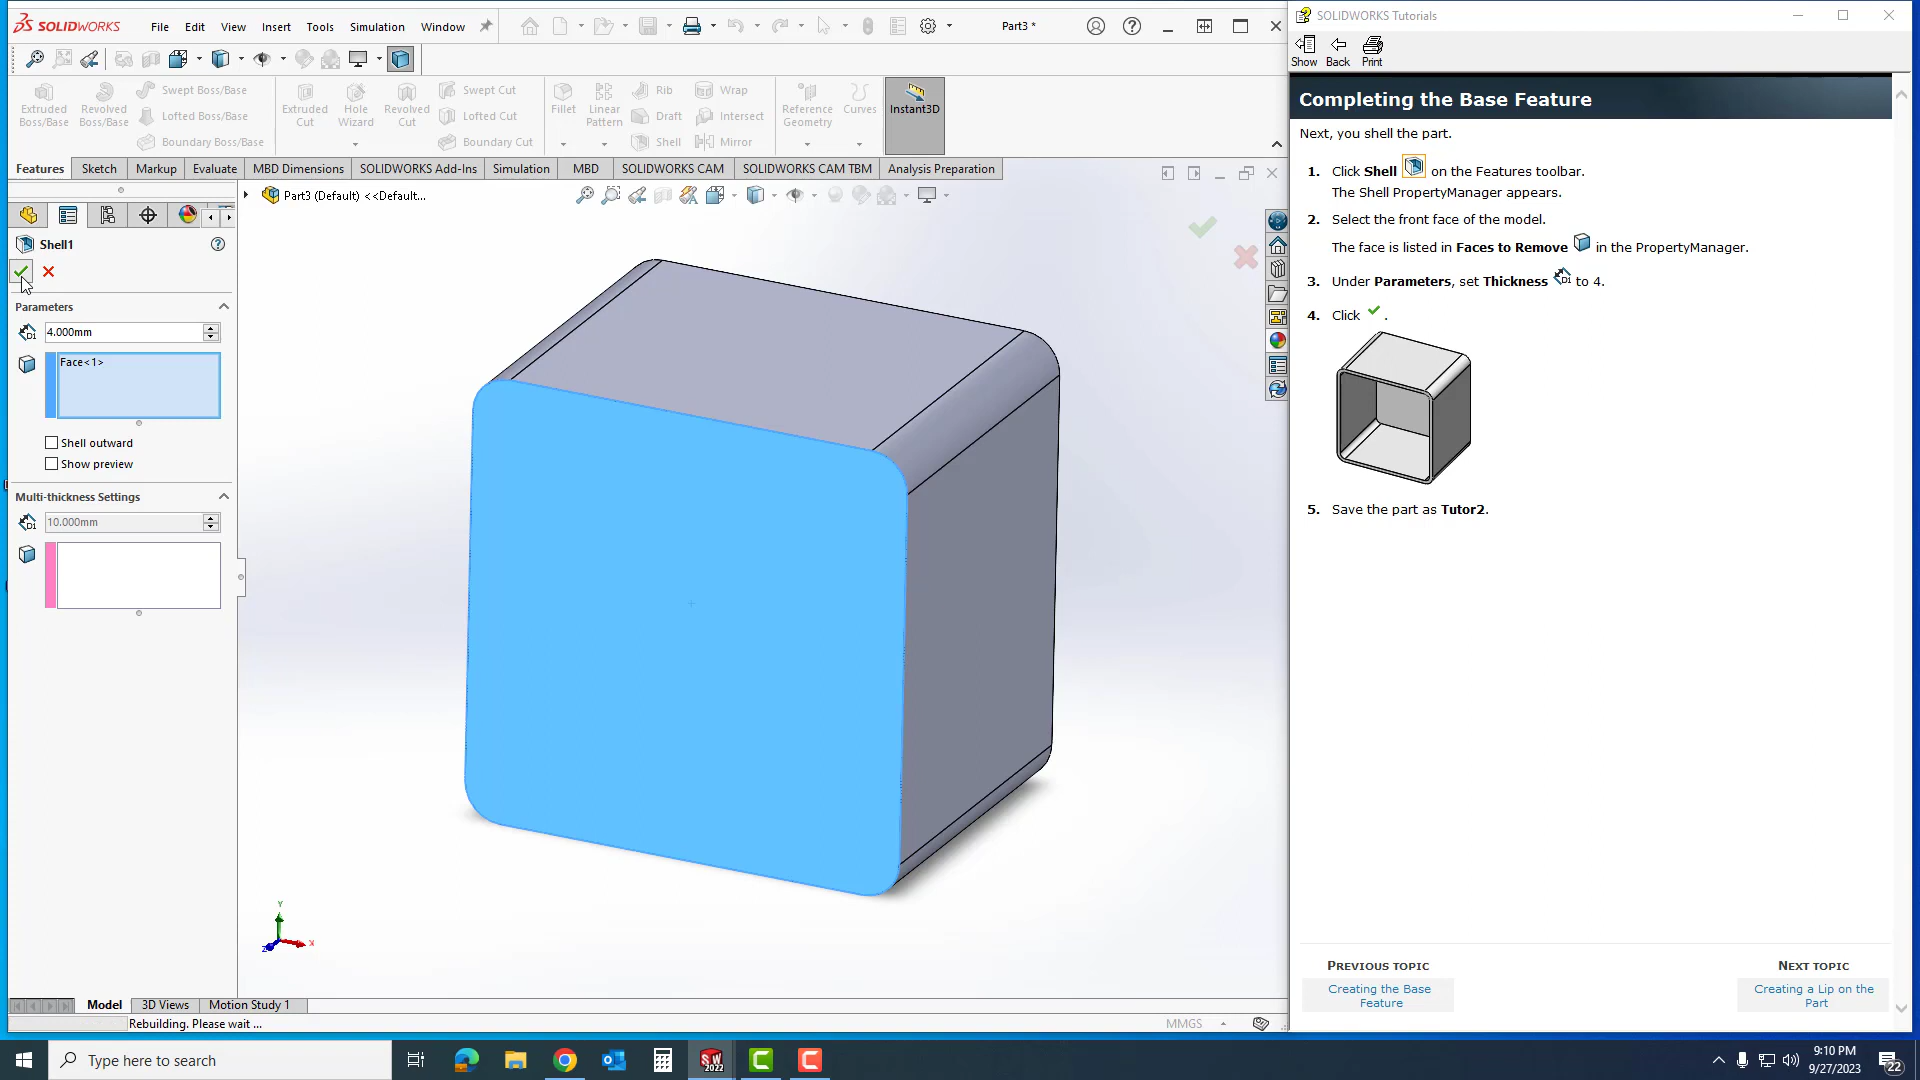 SOLIDWORKS File Edit View Insert Tools Simulation Window Part3 *
Extruded Boss/Base
Revolved Boss/Base
Swept Boss/Base
Lofted Boss/Base
Boundary Boss/Base
Extruded Cut
Hole Wizard
Revolved Cut
Swept Cut
Lofted Cut
Boundary Cut
Fillet
Linear Pattern
Rib
Draft
Shell
Wrap
Intersect
Mirror
Reference Geometry
Curves
Instant3D
Features Sketch Markup Evaluate MBD Dimensions SOLIDWORKS Add-Ins Simulation MBD SOLIDWORKS CAM SOLIDWORKS CAM TBM Analysis Preparation
Part3 (Default) <<Default...
Shell1
Parameters
4.000mm
Face<1>
Shell outward
Show preview
Multi-thickness Settings
10.000mm
Y
X
Z
Model 3D Views Motion Study 1
Rebuilding. Please wait ...
MMGS
SOLIDWORKS Tutorials
Show Back Print
Completing the Base Feature
Next, you shell the part.
1. Click Shell on the Features toolbar.
The Shell PropertyManager appears.
2. Select the front face of the model.
The face is listed in Faces to Remove in the PropertyManager.
3. Under Parameters, set Thickness to 4.
4. Click .
5. Save the part as Tutor2.
PREVIOUS TOPIC
Creating the Base
Feature
NEXT TOPIC
Creating a Lip on the
Part
Type here to search
SW
2022
9:10 PM
9/27/2023
22